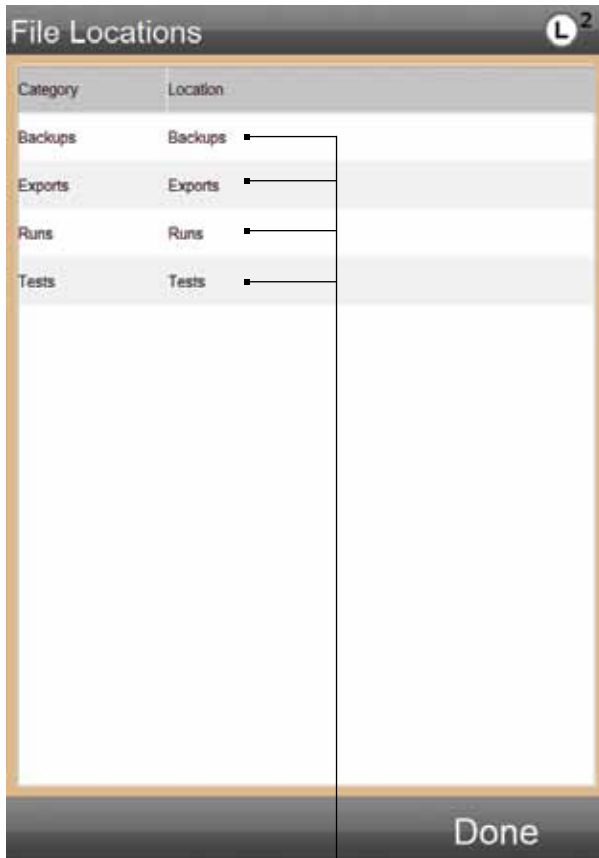 File Locations L 2
Category Location
Backups Backups
Exports Exports
Runs Runs
Tests Tests
Done